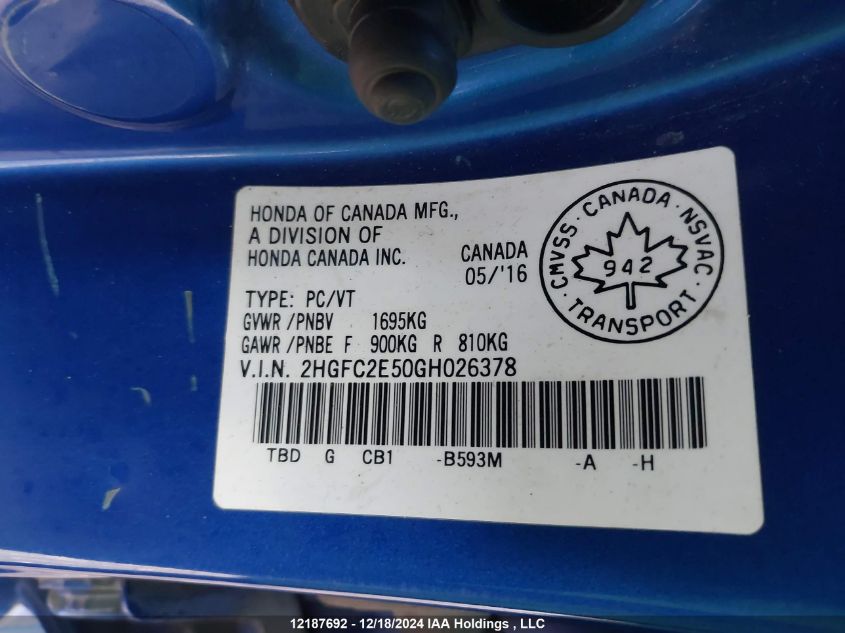 HONDA OF CANADA MFG.,
A DIVISION OF
HONDA CANADA INC.
CANADA
05/'16
CMVSS · CANADA · NSVAC · TRANSPORT ·
942
TYPE: PC/VT
GVWR /PNBV 1695KG
GAWR /PNBE F 900KG R 810KG
V.I.N. 2HGFC2E50GH026378
TBD G CB1 -B593M -A -H
12187692 - 12/18/2024 IAA Holdings , LLC